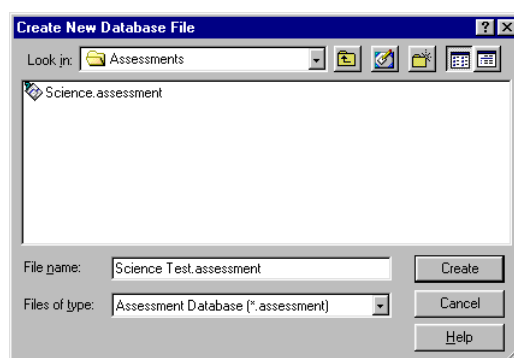 Create New Database File
Look in: Assessments
Science.assessment
File name: Science Test.assessment Create
Files of type: Assessment Database (*.assessment) Cancel
Help